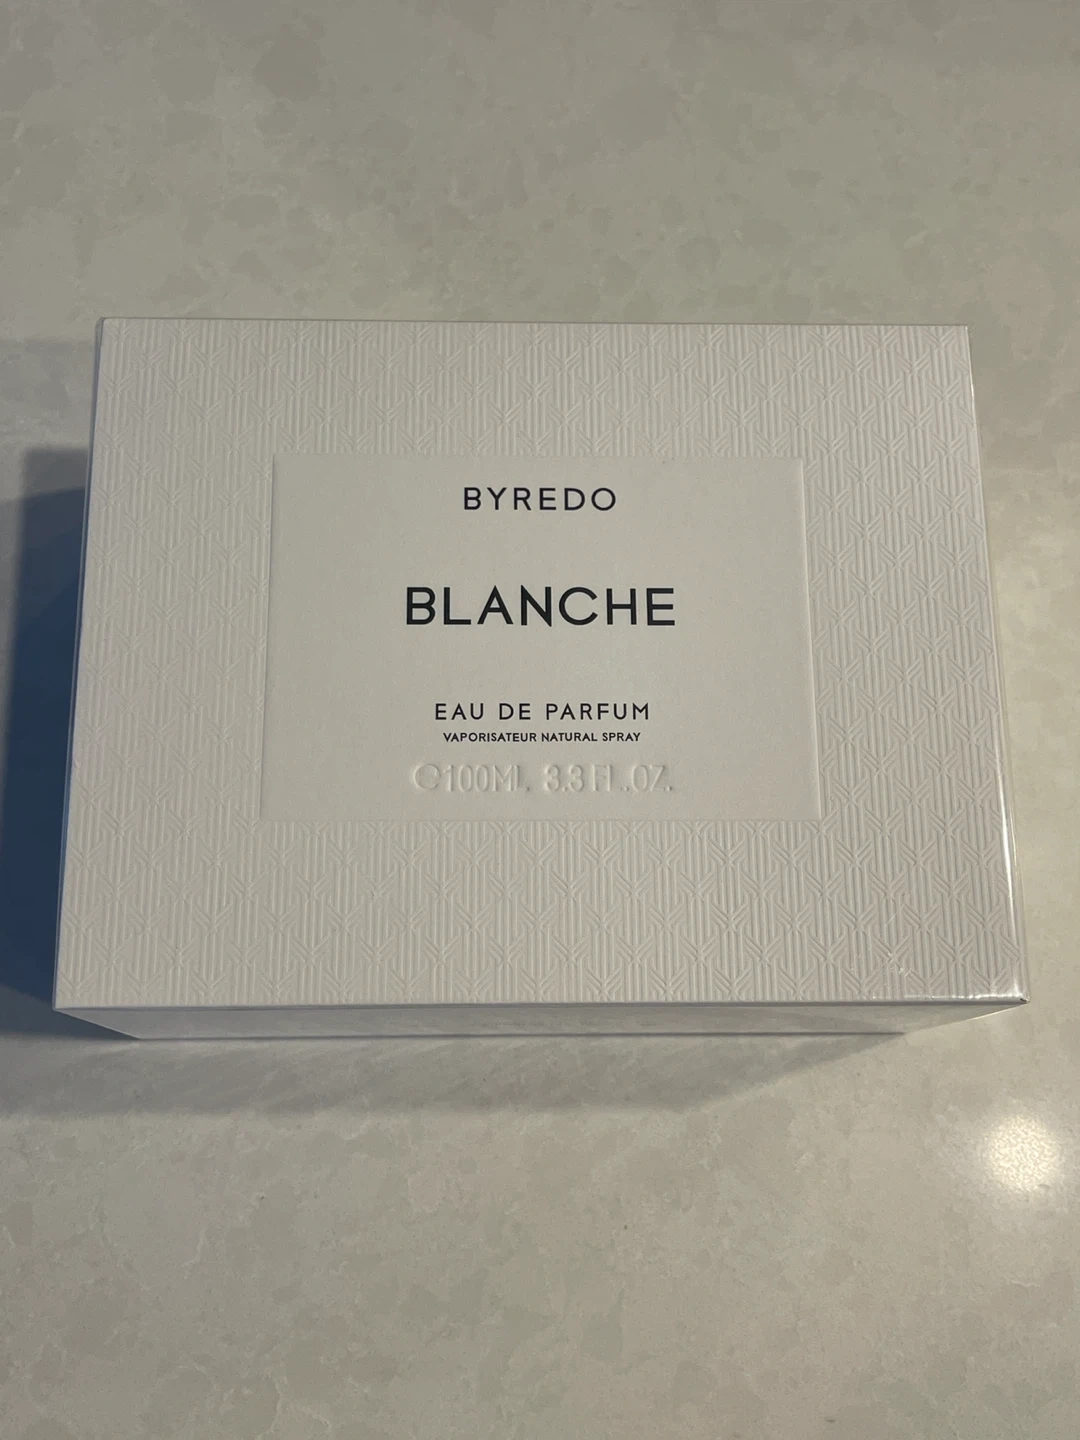 BYREDO
BLANCHE
EAU DE PARFUM
VAPORISATEUR NATURAL SPRAY
℮100ML, 3.3 FL..OZ.